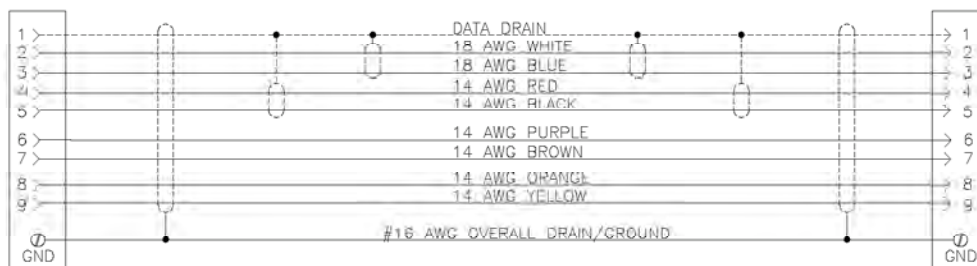 1 DATA DRAIN 1
2 18 AWG WHITE 2
3 18 AWG BLUE 3
4 14 AWG RED 4
5 14 AWG BLACK 5
6 14 AWG PURPLE 6
7 14 AWG BROWN 7
8 14 AWG ORANGE 8
9 14 AWG YELLOW 9
#16 AWG OVERALL DRAIN/GROUND
GND GND